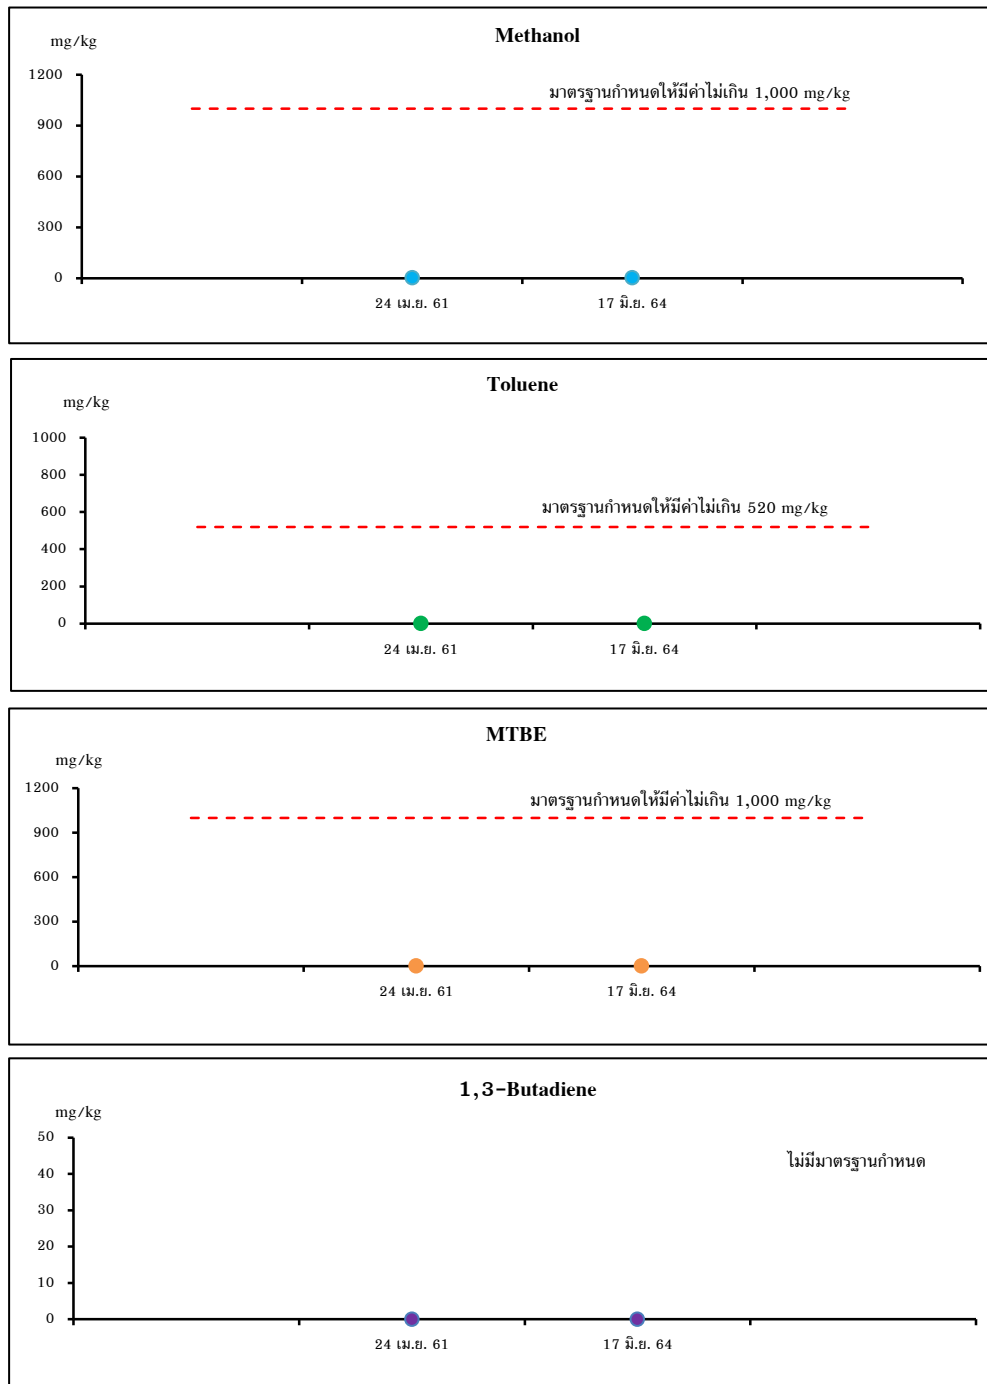 Methanol
mg/kg
1200
มาตรฐานกำหนดให้มีค่าไม่เกิน 1,000 mg/kg
900
600
300
0
24 เม.ย. 61 17 มิ.ย. 64
Toluene
mg/kg
1000
800
มาตรฐานกำหนดให้มีค่าไม่เกิน 520 mg/kg
600
400
200
0
24 เม.ย. 61 17 มิ.ย. 64
MTBE
mg/kg
1200
มาตรฐานกำหนดให้มีค่าไม่เกิน 1,000 mg/kg
900
600
300
0
24 เม.ย. 61 17 มิ.ย. 64
1,3-Butadiene
mg/kg
50
ไม่มีมาตรฐานกำหนด
40
30
20
10
0
24 เม.ย. 61 17 มิ.ย. 64